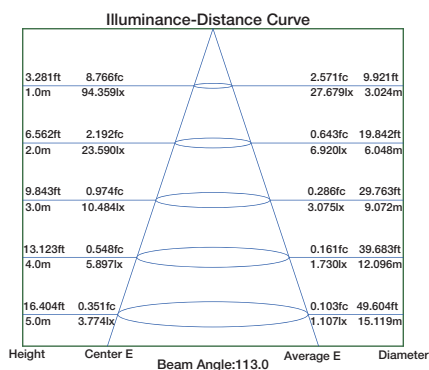 Illuminance-Distance Curve
3.281ft 8.766fc 2.571fc 9.921ft
1.0m 94.359lx 27.679lx 3.024m
6.562ft 2.192fc 0.643fc 19.842ft
2.0m 23.590lx 6.920lx 6.048m
9.843ft 0.974fc 0.286fc 29.763ft
3.0m 10.484lx 3.075lx 9.072m
13.123ft 0.548fc 0.161fc 39.683ft
4.0m 5.897lx 1.730lx 12.096m
16.404ft 0.351fc 0.103fc 49.604ft
5.0m 3.774lx 1.107lx 15.119m
Height Center E Average E Diameter
Beam Angle:113.0